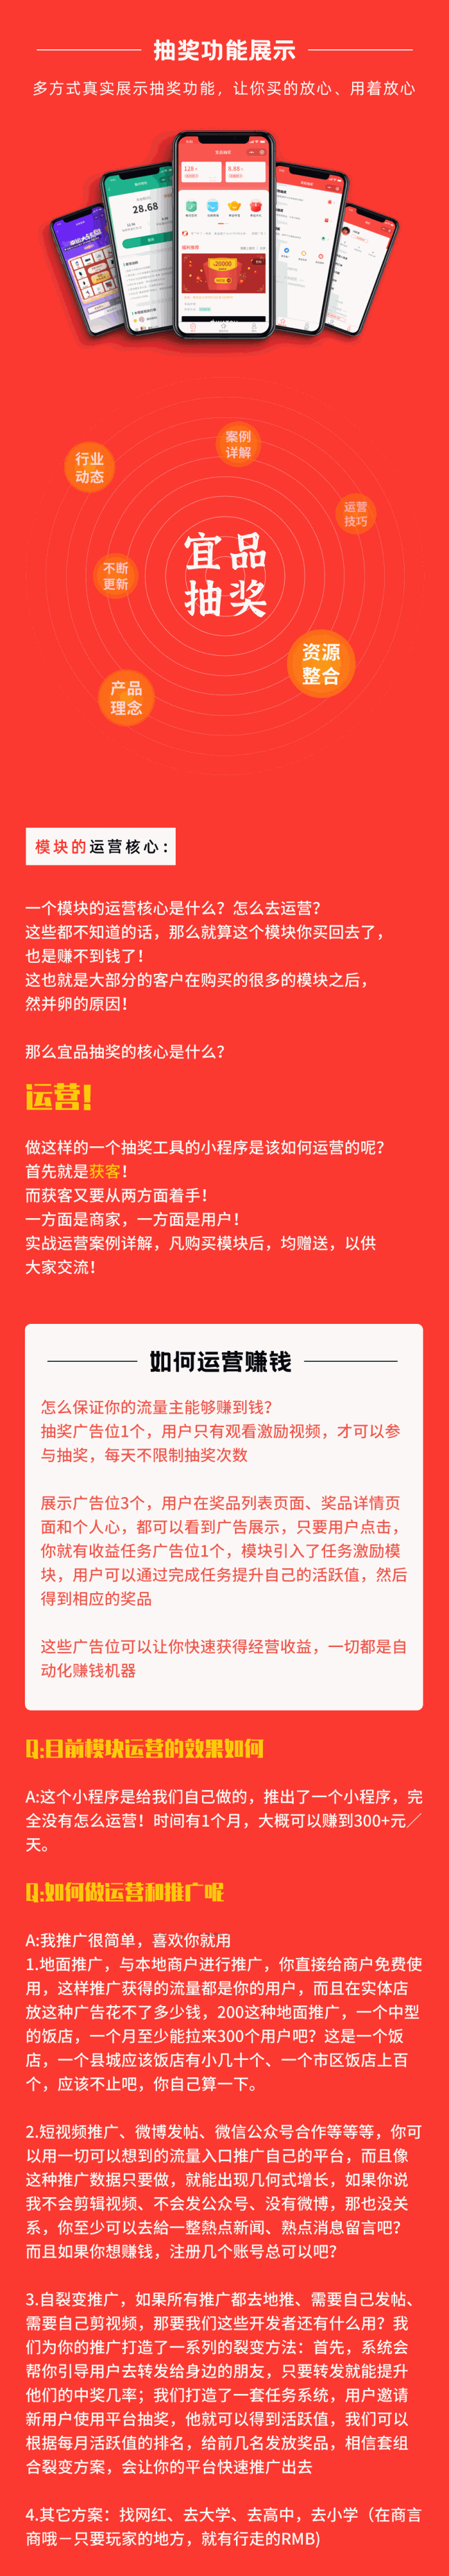 抽奖功能展示
多方式真实展示抽奖功能，让你买的放心、用着放心
28.68
128
8.88
-20000
案例
详解
行业
动态
运营
技巧
宜品
抽奖
不断
更新
资源
整合
产品
理念
模块的运营核心：
一个模块的运营核心是什么？怎么去运营？
这些都不知道的话，那么就算这个模块你买回去了，
也是赚不到钱了！
这也就是大部分的客户在购买的很多的模块之后，
然并卵的原因！
那么宜品抽奖的核心是什么？
运营！
做这样的一个抽奖工具的小程序是该如何运营的呢？
首先就是获客！
而获客又要从两方面着手！
一方面是商家，一方面是用户！
实战运营案例详解，凡购买模块后，均赠送，以供
大家交流！
如何运营赚钱
怎么保证你的流量主能够赚到钱？
抽奖广告位1个，用户只有观看激励视频，才可以参
与抽奖，每天不限制抽奖次数
展示广告位3个，用户在奖品列表页面、奖品详情页
面和个人心，都可以看到广告展示，只要用户点击，
你就有收益任务广告位1个，模块引入了任务激励模
块，用户可以通过完成任务提升自己的活跃值，然后
得到相应的奖品
这些广告位可以让你快速获得经营收益，一切都是自
动化赚钱机器
Q:目前模块运营的效果如何
A:这个小程序是给我们自己做的，推出了一个小程序，完
全没有怎么运营！时间有1个月，大概可以赚到300+元／
天。
Q:如何做运营和推广呢
A:我推广很简单，喜欢你就用
1.地面推广，与本地商户进行推广，你直接给商户免费使
用，这样推广获得的流量都是你的用户，而且在实体店
放这种广告花不了多少钱，200这种地面推广，一个中型
的饭店，一个月至少能拉来300个用户吧？这是一个饭
店，一个县城应该饭店有小几十个、一个市区饭店上百
个，应该不止吧，你自己算一下。
2.短视频推广、微博发帖、微信公众号合作等等等，你可
以用一切可以想到的流量入口推广自己的平台，而且像
这种推广数据只要做，就能出现几何式增长，如果你说
我不会剪辑视频、不会发公众号、没有微博，那也没关
系，你至少可以去給一整熱点新闻、熱点消息留言吧？
而且如果你想赚钱，注册几个账号总可以吧？
3.自裂变推广，如果所有推广都去地推、需要自己发帖、
需要自己剪视频，那要我们这些开发者还有什么用？我
们为你的推广打造了一系列的裂变方法：首先，系统会
帮你引导用户去转发给身边的朋友，只要转发就能提升
他们的中奖几率；我们打造了一套任务系统，用户邀请
新用户使用平台抽奖，他就可以得到活跃值，我们可以
根据每月活跃值的排名，给前几名发放奖品，相信套组
合裂变方案，会让你的平台快速推广出去
4.其它方案：找网红、去大学、去高中，去小学（在商言
商哦－只要玩家的地方，就有行走的RMB)